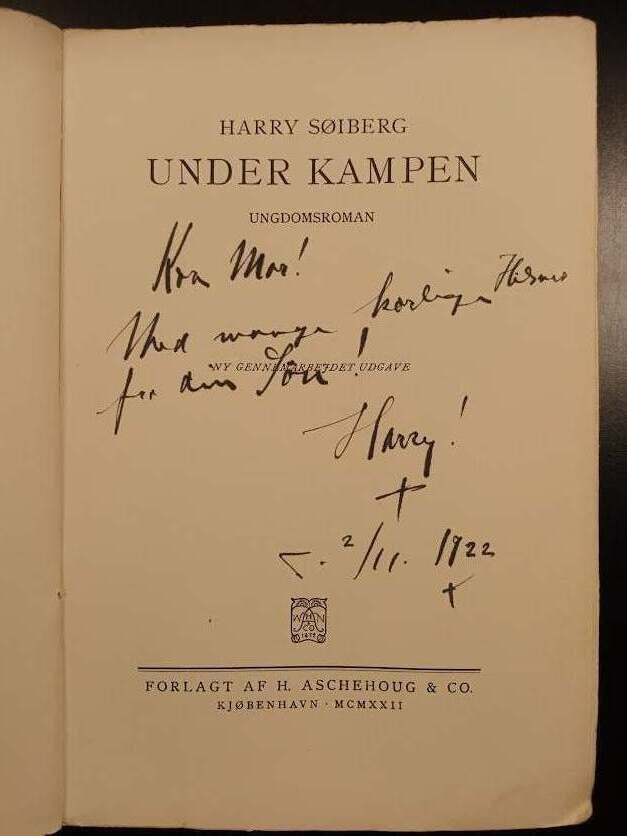 HARRY SØIBERG
UNDER KAMPEN
UNGDOMSROMAN
Kæra Mor!
Med mange kærlige Hilsner
NY GENNEMARBEJDET UDGAVE
fra din Søn!
Harry!
2/11. 1922
FORLAGT AF H. ASCHEHOUG & CO.
KJØBENHAVN · MCMXXII